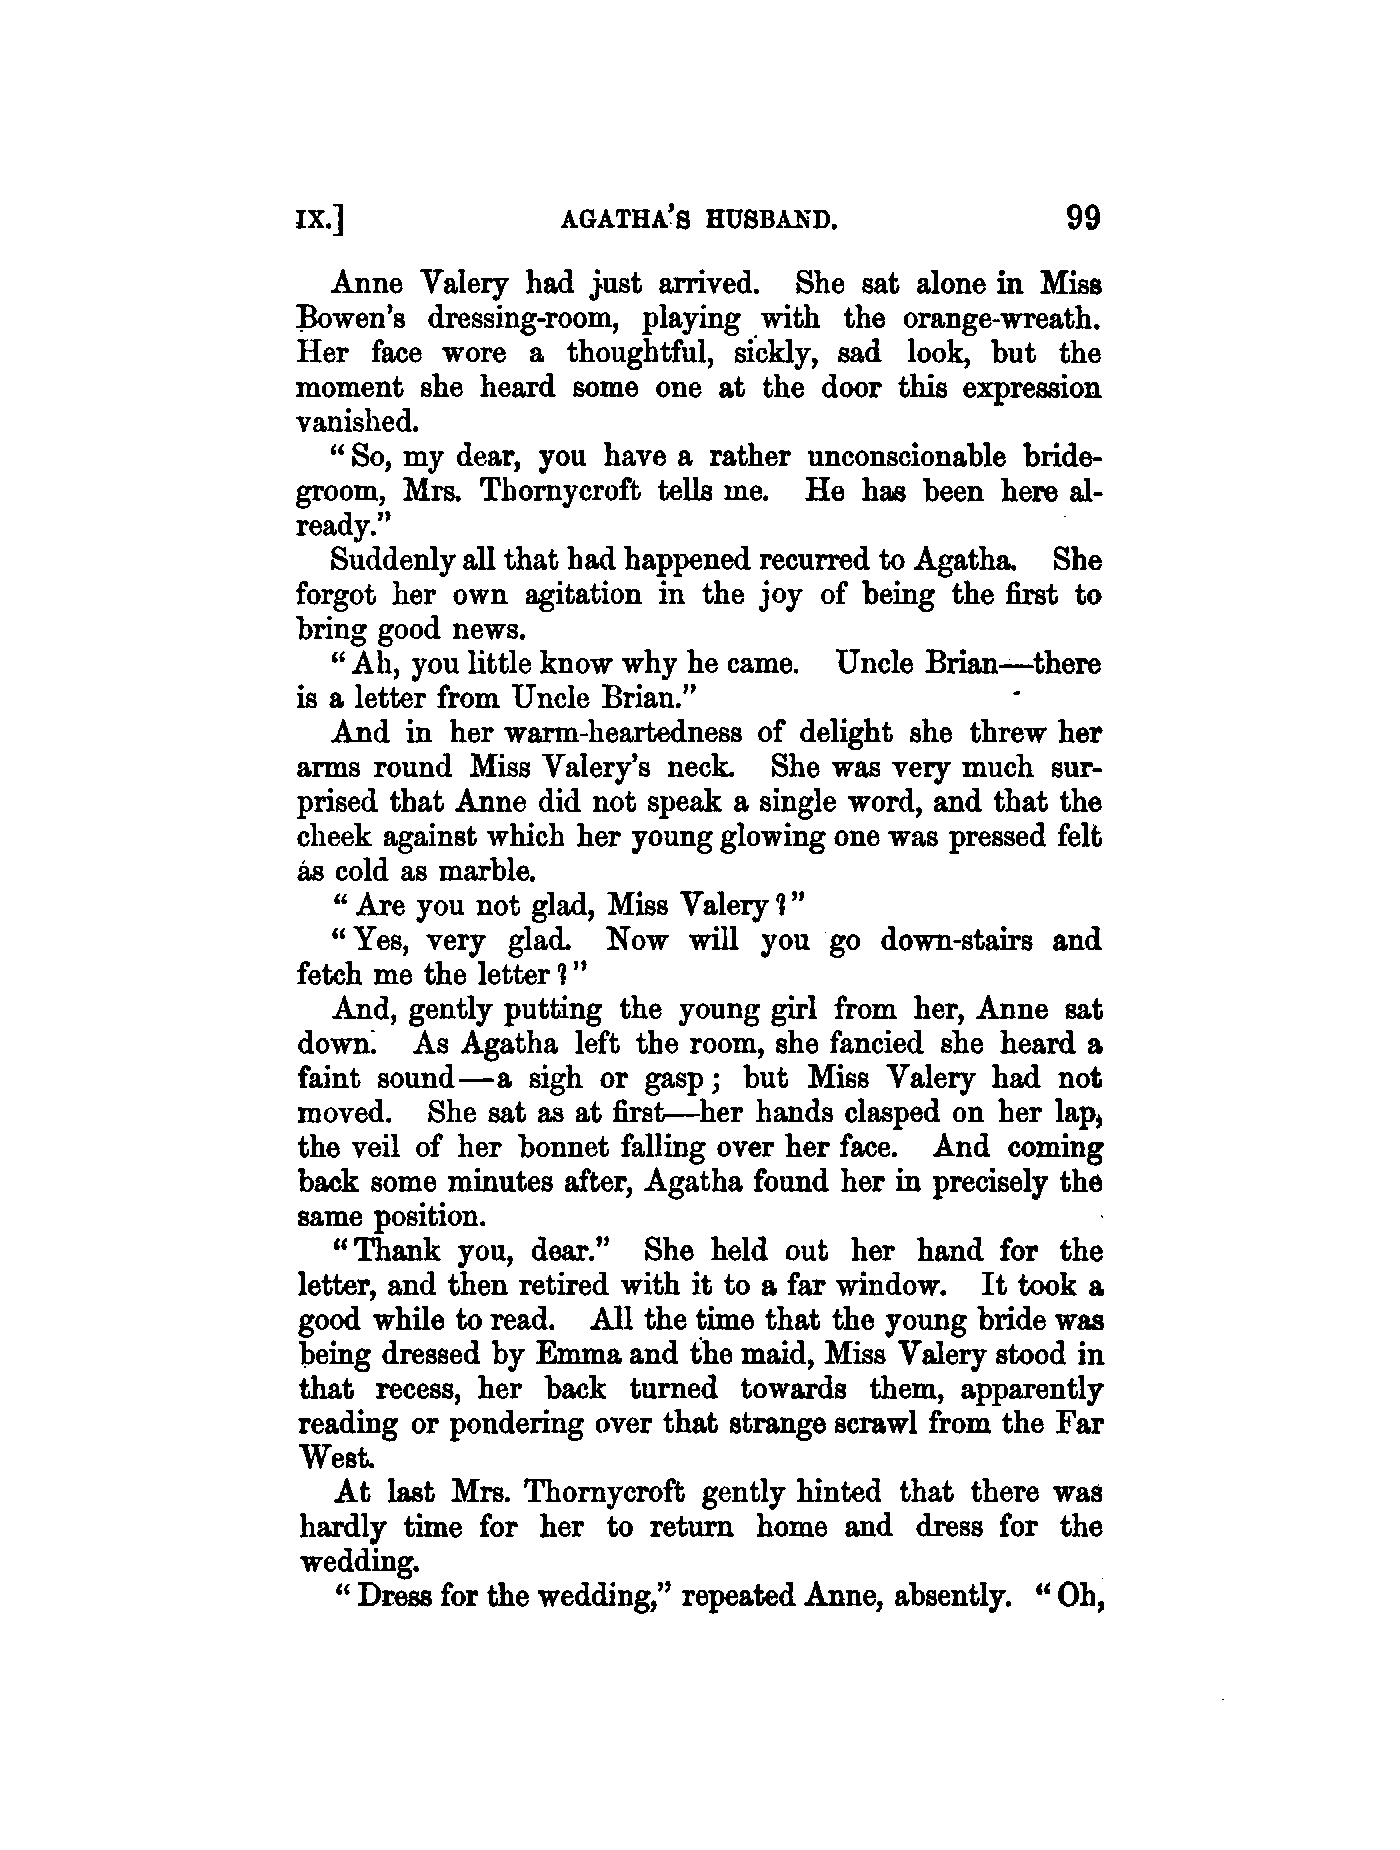 IX.] AGATHA'S HUSBAND. 99
Anne Valery had just arrived. She sat alone in Miss
Bowen's dressing-room, playing with the orange-wreath.
Her face wore a thoughtful, sickly, sad look, but the
moment she heard some one at the door this expression
vanished.
"So, my dear, you have a rather unconscionable bride-
groom, Mrs. Thornycroft tells me. He has been here al-
ready."
Suddenly all that had happened recurred to Agatha. She
forgot her own agitation in the joy of being the first to
bring good news.
"Ah, you little know why he came. Uncle Brian—there
is a letter from Uncle Brian."
And in her warm-heartedness of delight she threw her
arms round Miss Valery's neck. She was very much sur-
prised that Anne did not speak a single word, and that the
cheek against which her young glowing one was pressed felt
as cold as marble.
"Are you not glad, Miss Valery?"
"Yes, very glad. Now will you go down-stairs and
fetch me the letter?"
And, gently putting the young girl from her, Anne sat
down. As Agatha left the room, she fancied she heard a
faint sound—a sigh or gasp; but Miss Valery had not
moved. She sat as at first—her hands clasped on her lap,
the veil of her bonnet falling over her face. And coming
back some minutes after, Agatha found her in precisely the
same position.
"Thank you, dear." She held out her hand for the
letter, and then retired with it to a far window. It took a
good while to read. All the time that the young bride was
being dressed by Emma and the maid, Miss Valery stood in
that recess, her back turned towards them, apparently
reading or pondering over that strange scrawl from the Far
West.
At last Mrs. Thornycroft gently hinted that there was
hardly time for her to return home and dress for the
wedding.
"Dress for the wedding," repeated Anne, absently. "Oh,